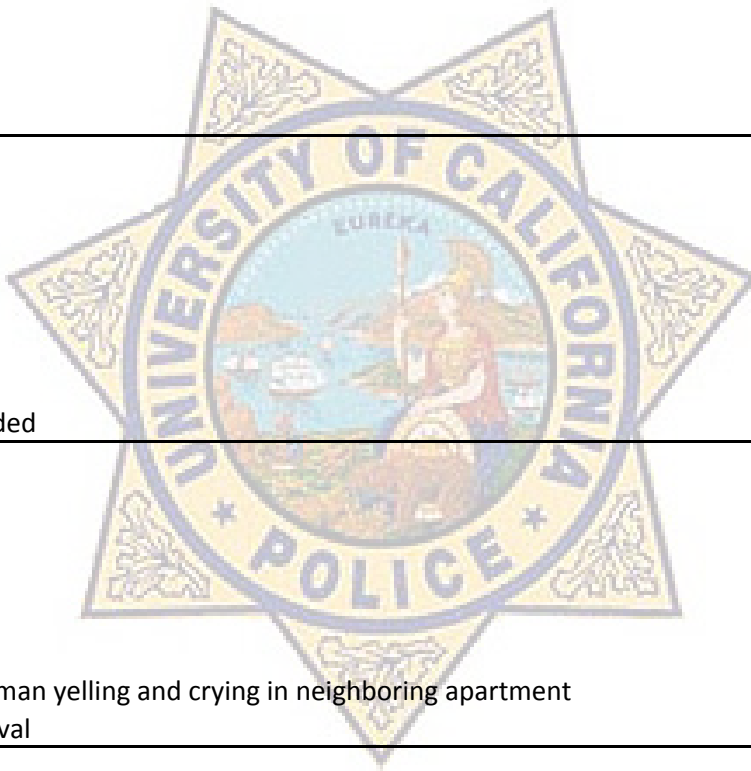 UNIVERSITY OF CALIFORNIA
EUREKA
ded
POLICE
man yelling and crying in neighboring apartment
val